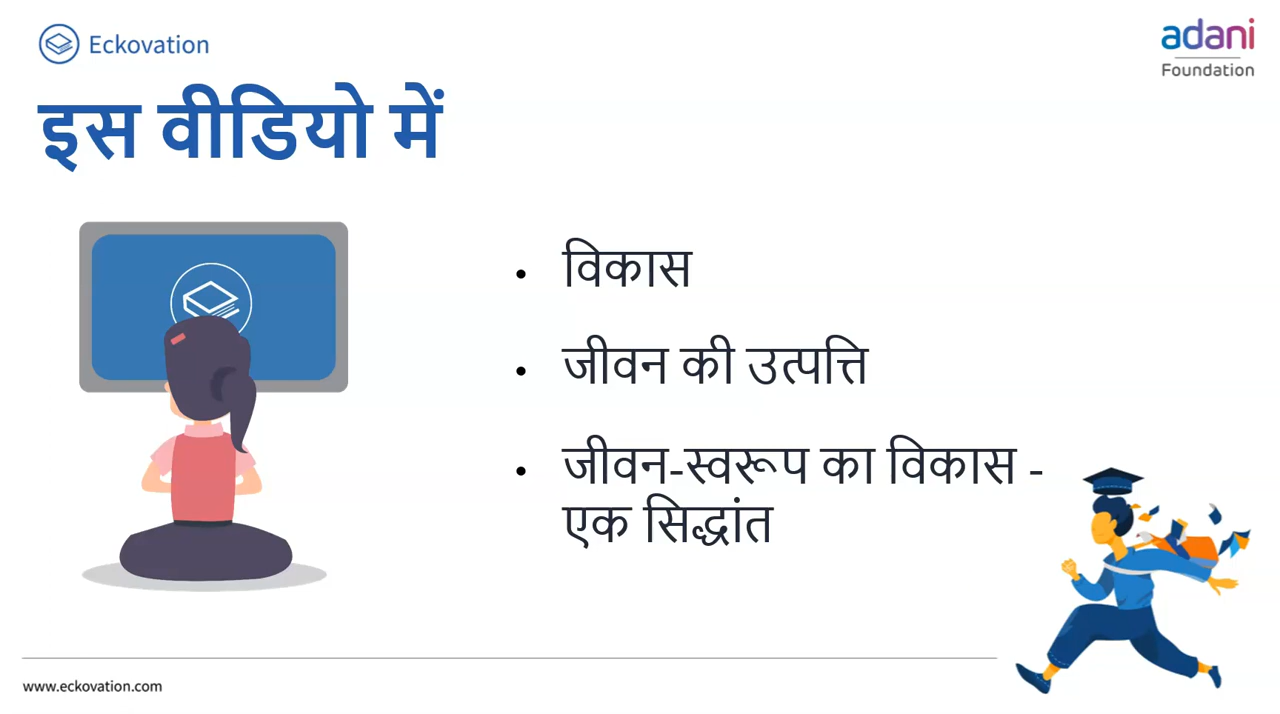 Eckovation
adani
Foundation
इस वीडियो में
• विकास
• जीवन की उत्पत्ति
• जीवन-स्वरूप का विकास -
एक सिद्धांत
www.eckovation.com